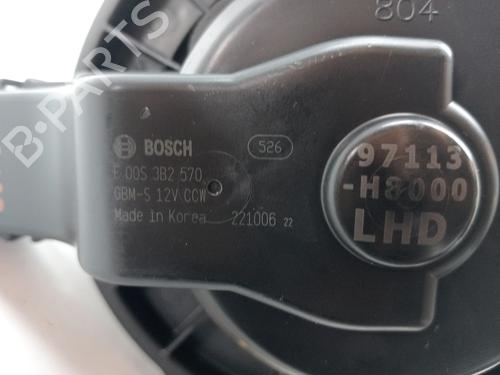 804
BOSCH
526
F 00S 3B2 570
GBM-S 12V CCW
Made In Korea 221006 22
97113
-H8000
LHD
B-PARTS